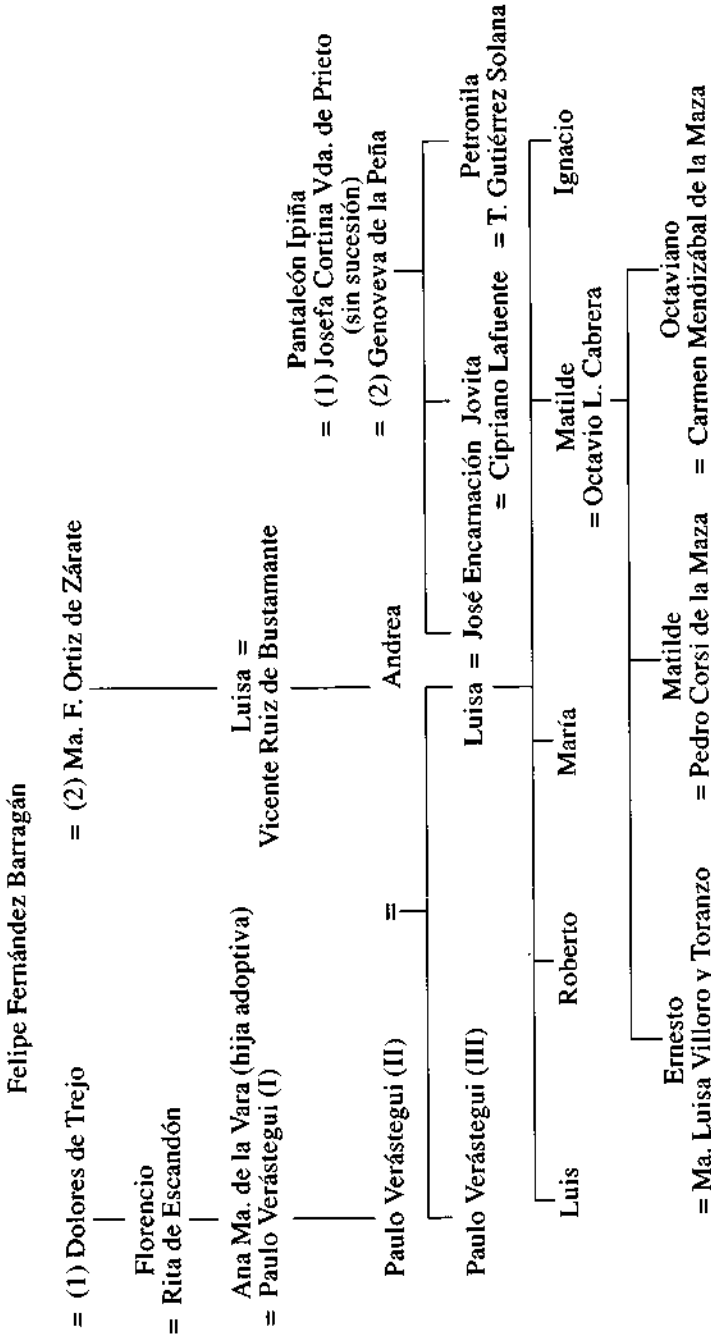 Felipe Fernández Barragán
= (1) Dolores de Trejo
= (2) Ma. F. Ortiz de Zárate
Florencio
= Rita de Escandón
Ana Ma. de la Vara (hija adoptiva)
= Paulo Verástegui (I)
Luisa =
Vicente Ruiz de Bustamante
Pantaleón Ipiña
= (1) Josefa Cortina Vda. de Prieto
(sin sucesión)
= (2) Genoveva de la Peña
Paulo Verástegui (II)
=
Andrea
Paulo Verástegui (III)
Luisa = José Encarnación
Jovita
= Cipriano Lafuente
Petronila
= T. Gutiérrez Solana
Luis
Roberto
María
Matilde
= Octavio L. Cabrera
Ignacio
Ernesto
= Ma. Luisa Villoro y Toranzo
Matilde
= Pedro Corsi de la Maza
Octaviano
= Carmen Mendizábal de la Maza